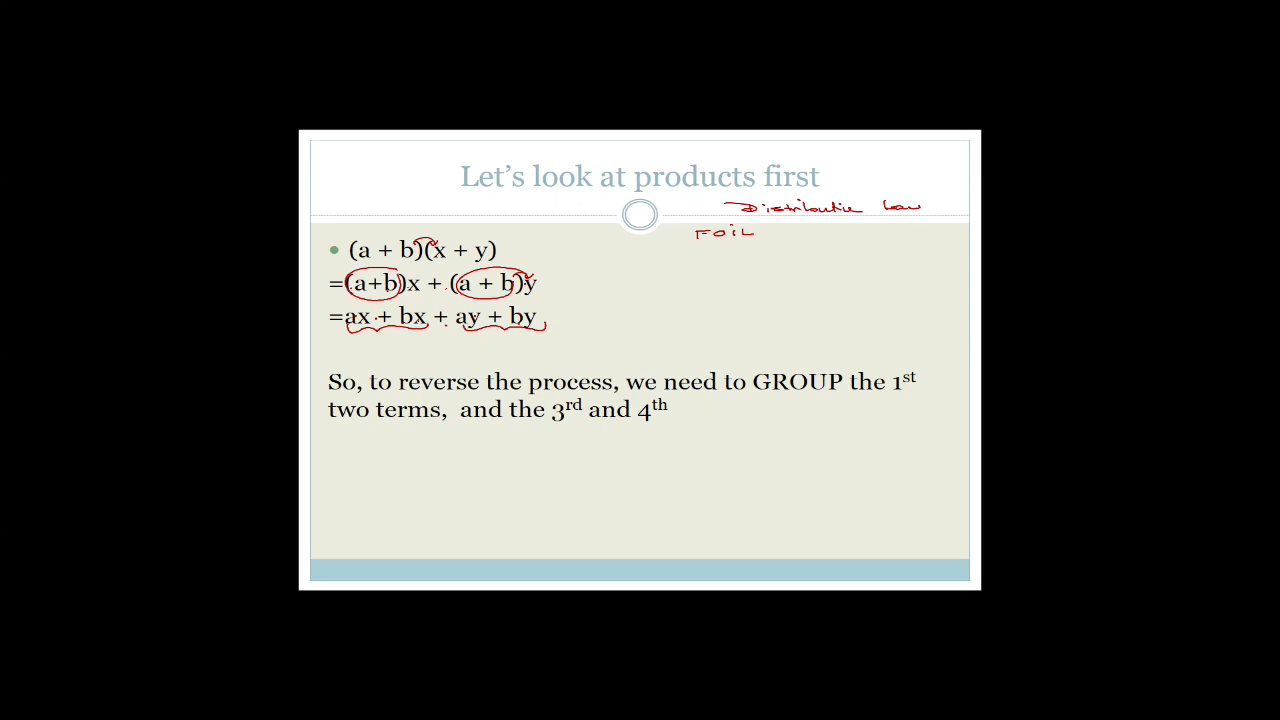 Let's look at products first
Distributive Law
FOIL
(a + b)(x + y)
=(a+b)x + (a + b)y
=ax + bx + ay + by
So, to reverse the process, we need to GROUP the 1st
two terms, and the 3rd and 4th